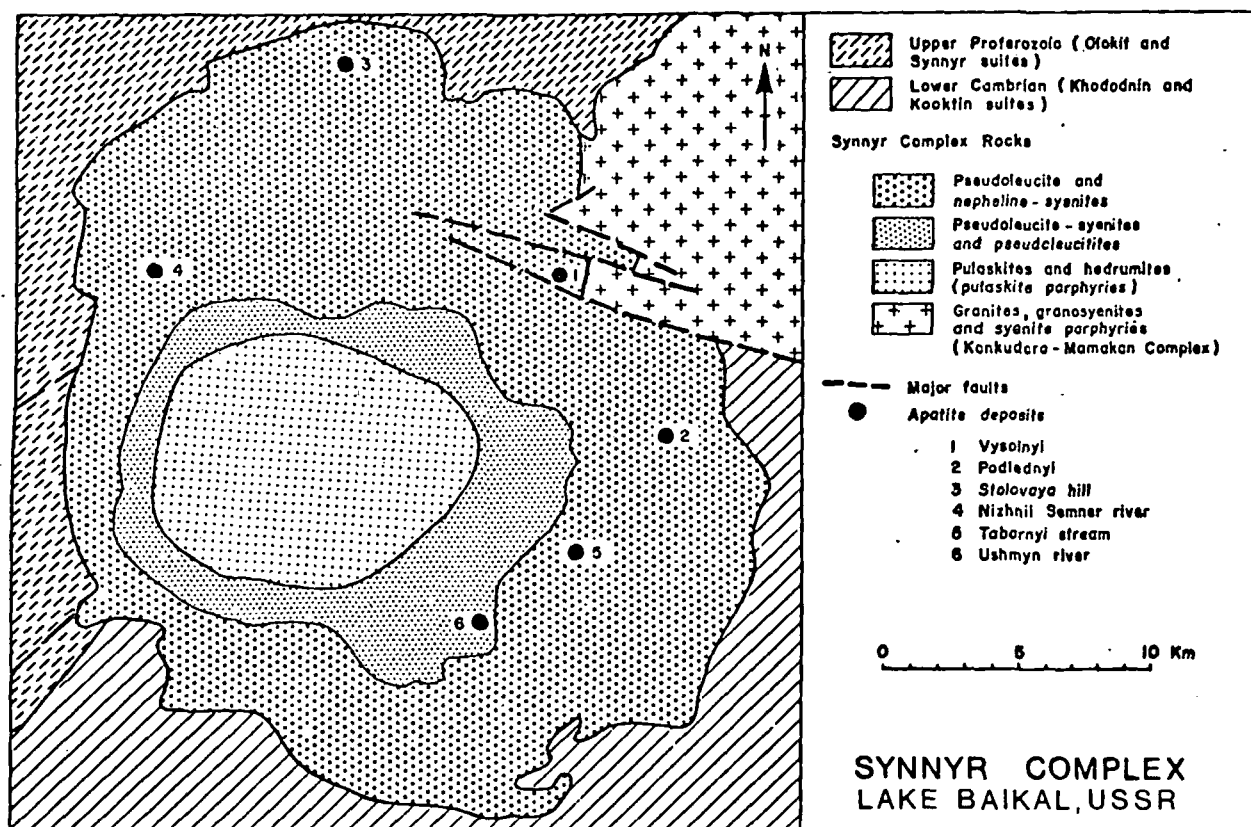 Upper Proterozoic (Olokit and
Synnyr suites)
Lower Cambrian (Khododnin and
Kooktin suites)
Synnyr Complex Rocks
Pseudoleucite and
nepheline-syenites
Pseudoleucite-syenites
and pseudoleucitites
Pulaskites and hedrumites
(pulaskite porphyries)
Granites, granosyenites
and syenite porphyries
(Konkudera-Mamakan Complex)
Major faults
Apatite deposits
1 Vysolnyi
2 Podlednyi
3 Stolovaya hill
4 Nizhnii Semner river
5 Tabornyi stream
6 Ushmyn river
0 5 10 Km
SYNNYR COMPLEX
LAKE BAIKAL, USSR
N
3
4
1
2
5
6